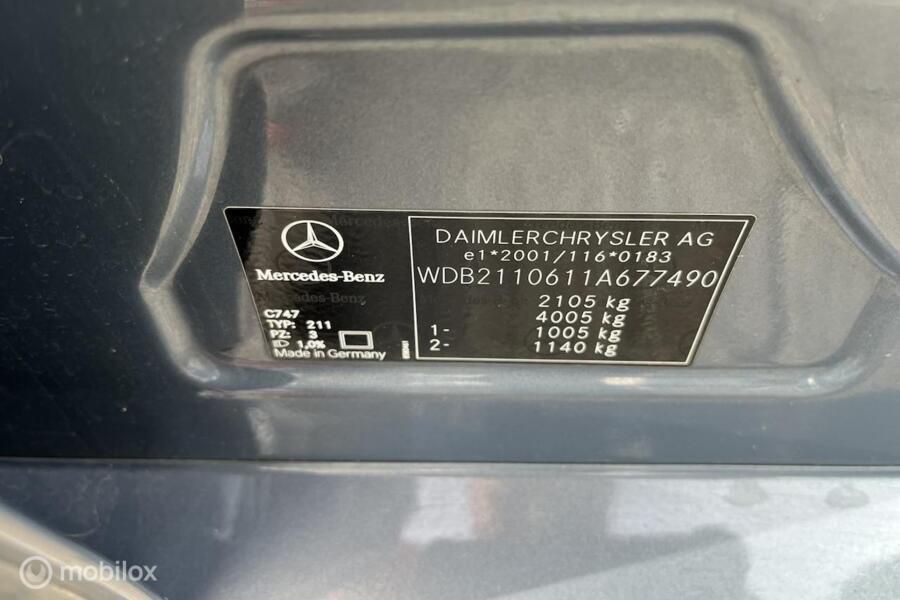 Mercedes-Benz
C747
TYP: 211
PZ: 3
1,0%
Made in Germany
DAIMLERCHRYSLER AG
e1*2001/116*0183
WDB2110611A677490
2105 kg
4005 kg
1- 1005 kg
2- 1140 kg
mobilox